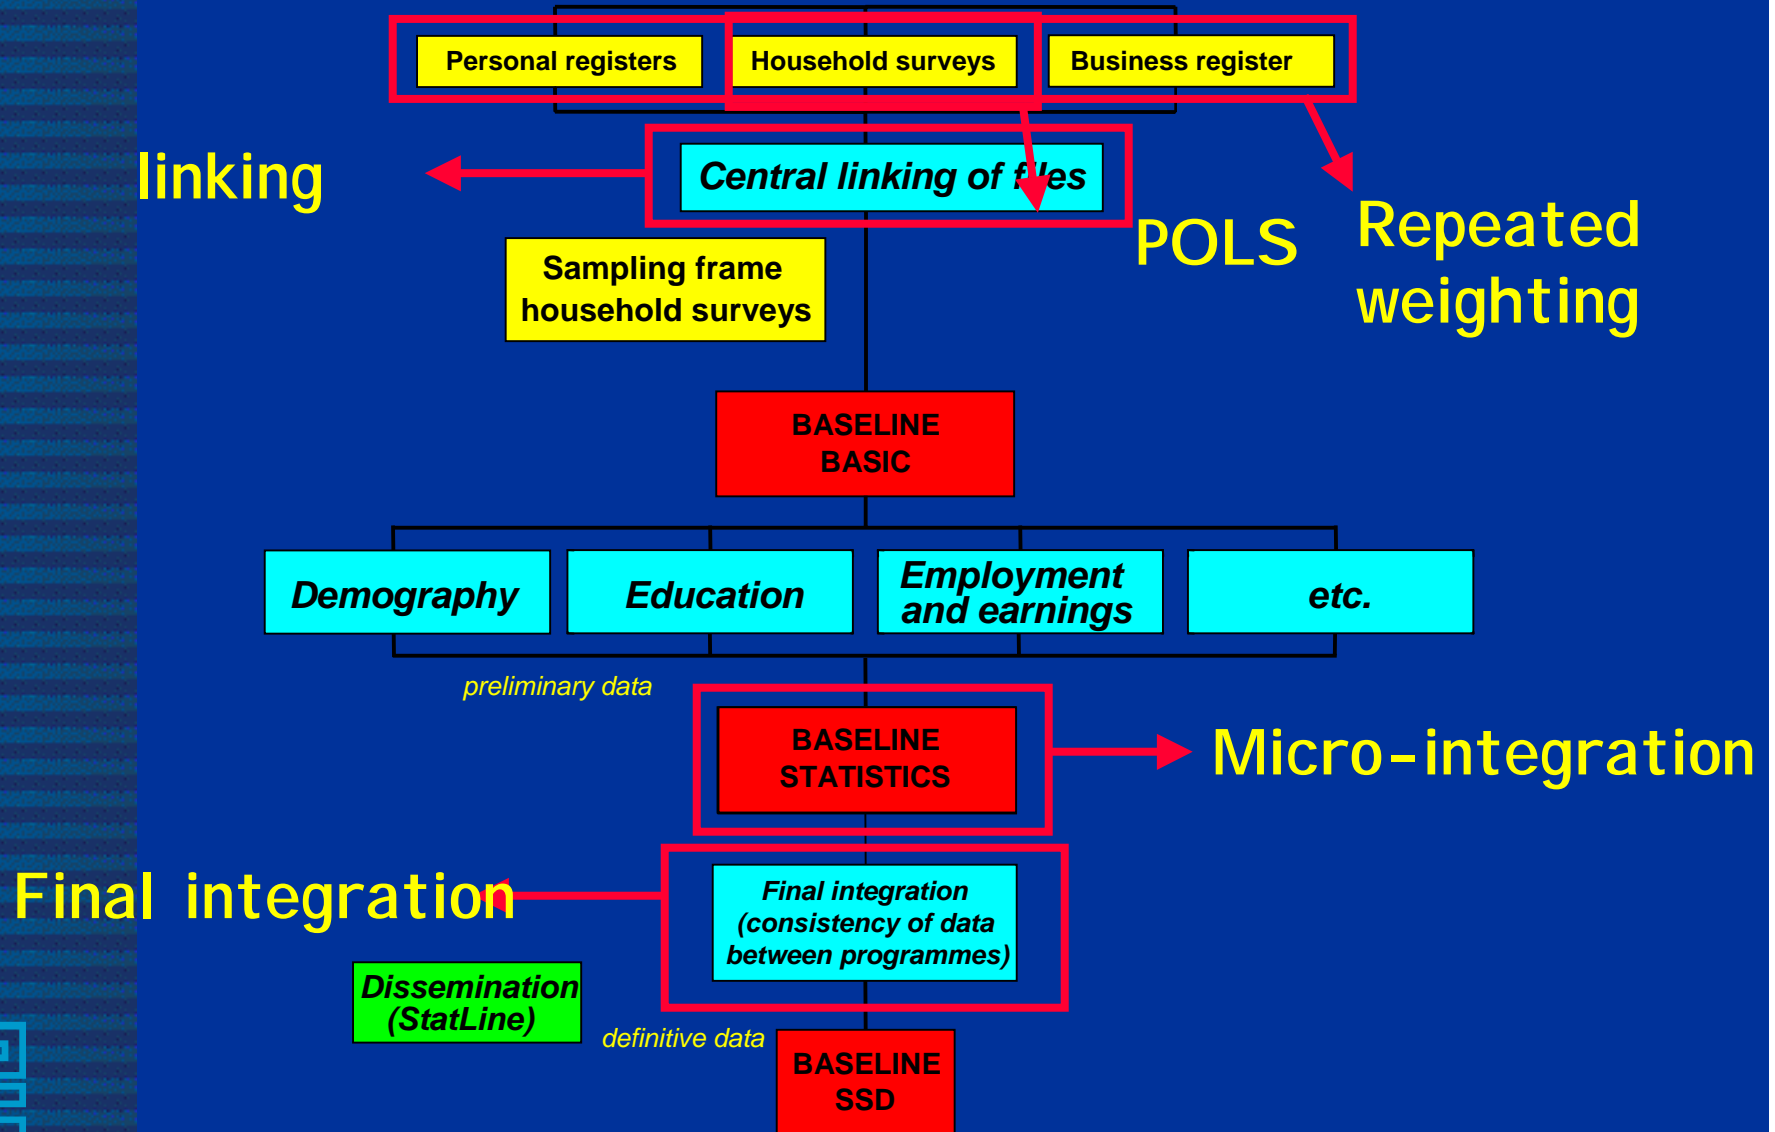 Personal registers
Household surveys
Business register
linking
Central linking of files
POLS
Repeated
weighting
Sampling frame
household surveys
BASELINE
BASIC
Demography
Education
Employment
and earnings
etc.
preliminary data
BASELINE
STATISTICS
Micro-integration
Final integration
Final integration
(consistency of data
between programmes)
Dissemination
(StatLine)
definitive data
BASELINE
SSD